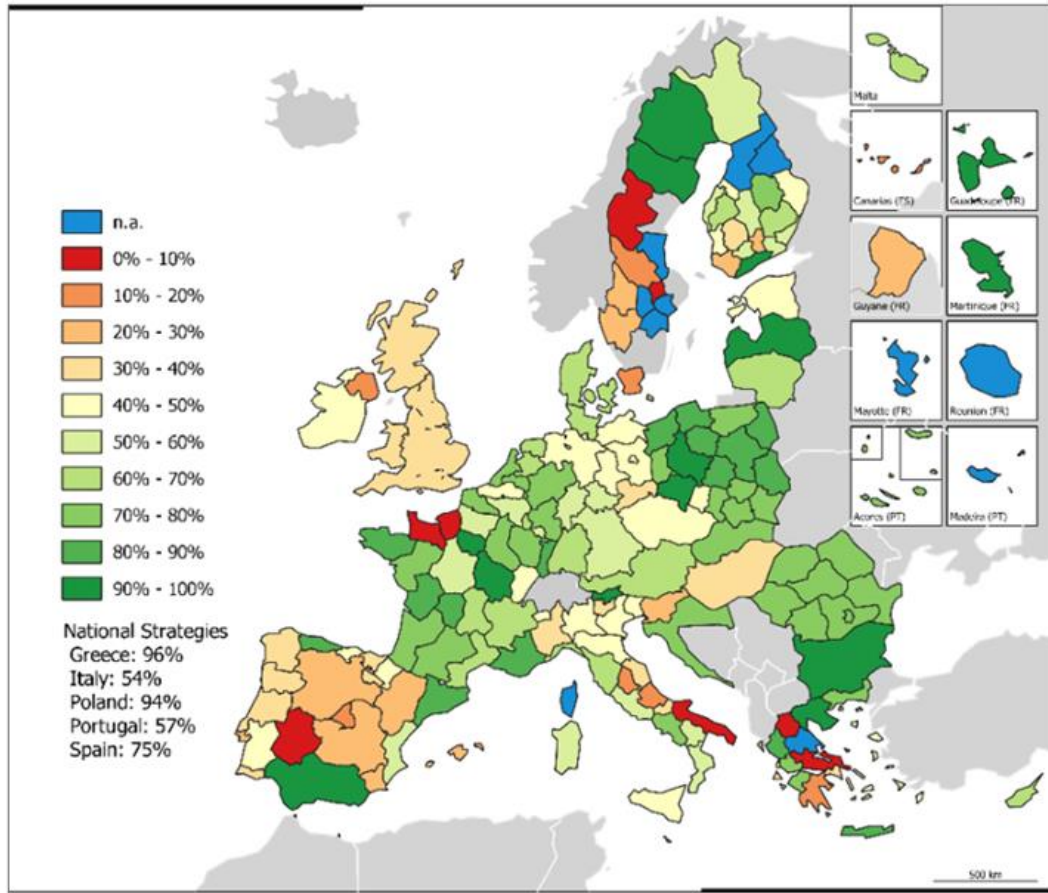 n.a.
0% - 10%
10% - 20%
20% - 30%
30% - 40%
40% - 50%
50% - 60%
60% - 70%
70% - 80%
80% - 90%
90% - 100%
National Strategies
Greece: 96%
Italy: 54%
Poland: 94%
Portugal: 57%
Spain: 75%
Malta
Canarias (ES)
Guadeloupe (FR)
Guyane (FR)
Martinique (FR)
Mayotte (FR)
Reunion (FR)
Acores (PT)
Madeira (PT)
500 km